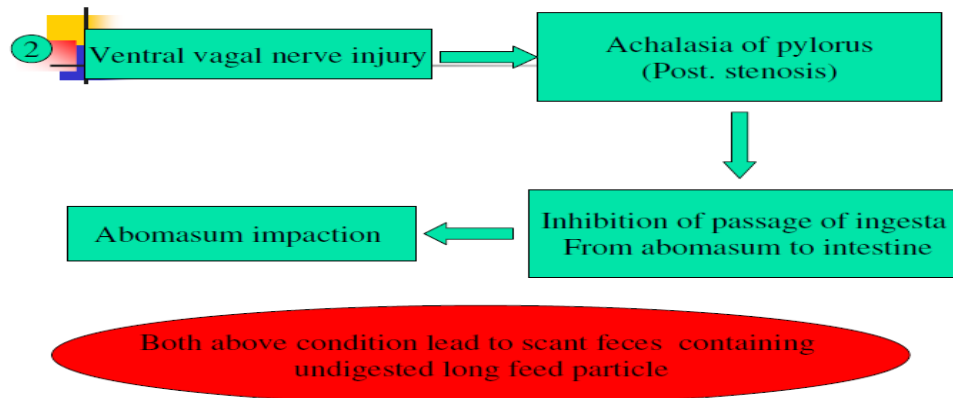 2
Ventral vagal nerve injury
Achalasia of pylorus
(Post. stenosis)
Inhibition of passage of ingesta
From abomasum to intestine
Abomasum impaction
Both above condition lead to scant feces containing
undigested long feed particle